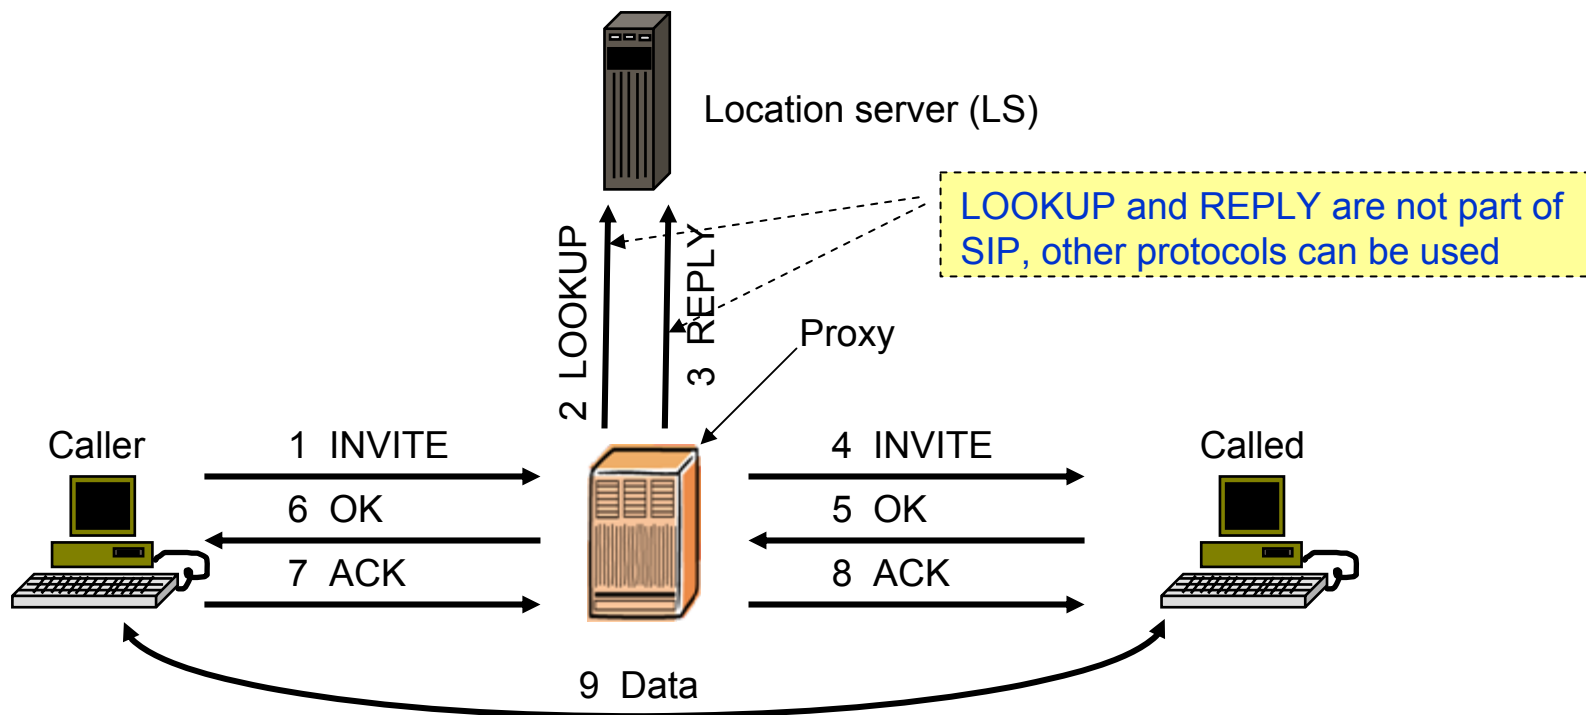 Location server (LS)
LOOKUP and REPLY are not part of
SIP, other protocols can be used
2 LOOKUP
3 REPLY
Proxy
Caller
1 INVITE
4 INVITE
Called
6 OK
5 OK
7 ACK
8 ACK
9 Data